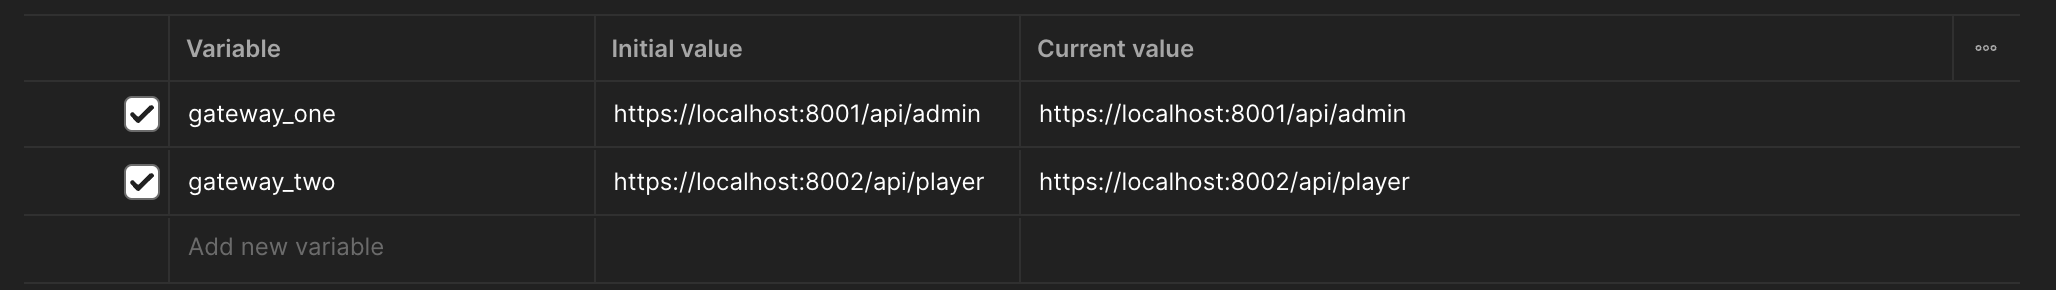 Variable Initial value Current value
gateway_one https://localhost:8001/api/admin https://localhost:8001/api/admin
gateway_two https://localhost:8002/api/player https://localhost:8002/api/player
Add new variable